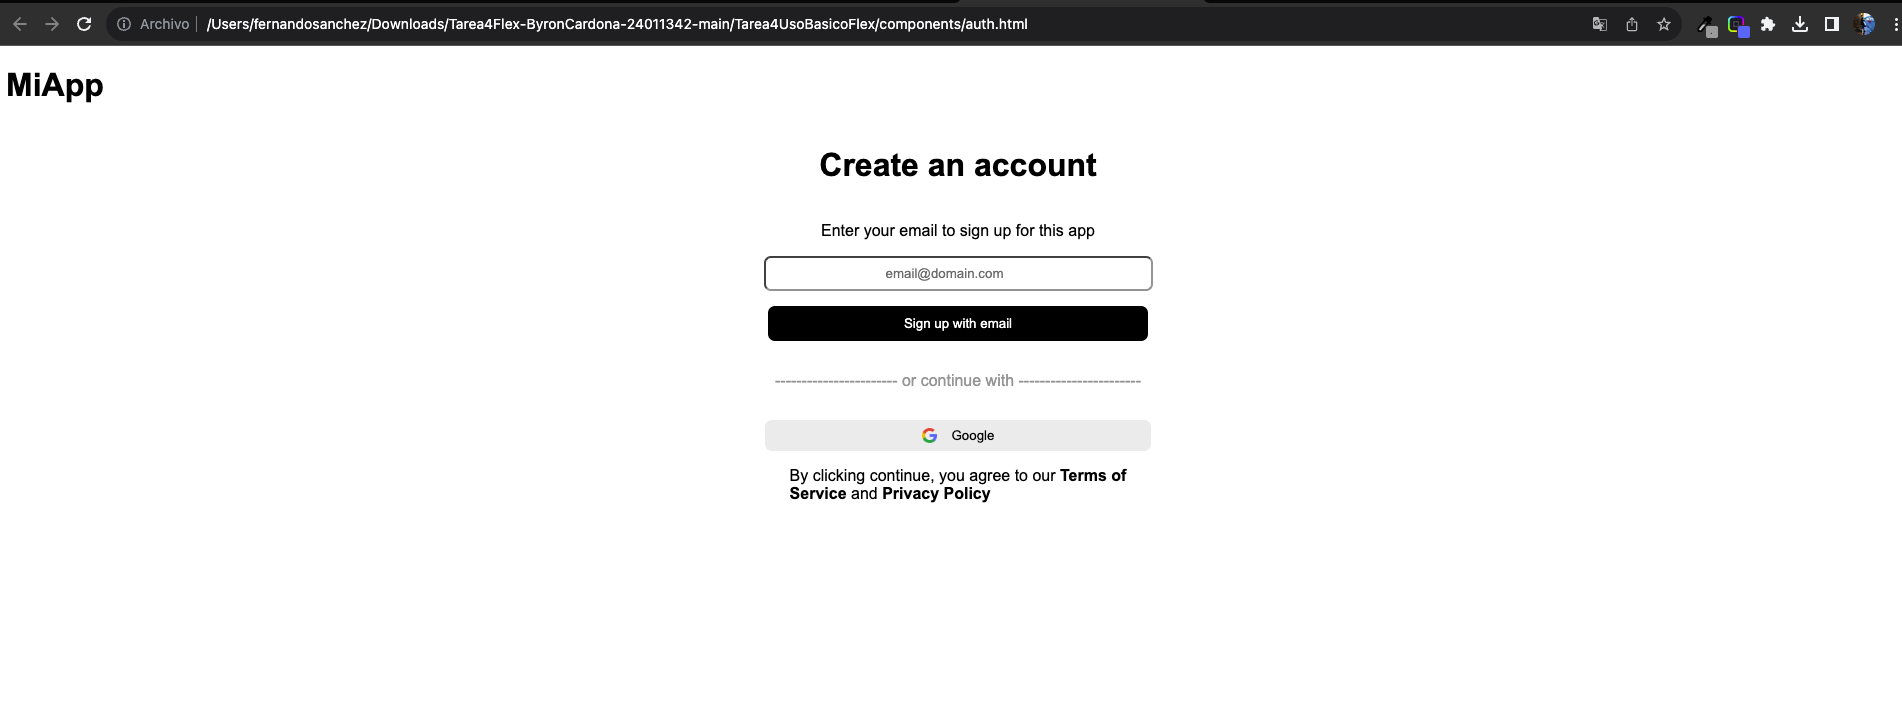 Archivo /Users/fernandosanchez/Downloads/Tarea4Flex-ByronCardona-24011342-main/Tarea4UsoBasicoFlex/components/auth.html
MiApp
Create an account
Enter your email to sign up for this app
email@domain.com
Sign up with email
----------------------- or continue with -----------------------
Google
By clicking continue, you agree to our Terms of
Service and Privacy Policy